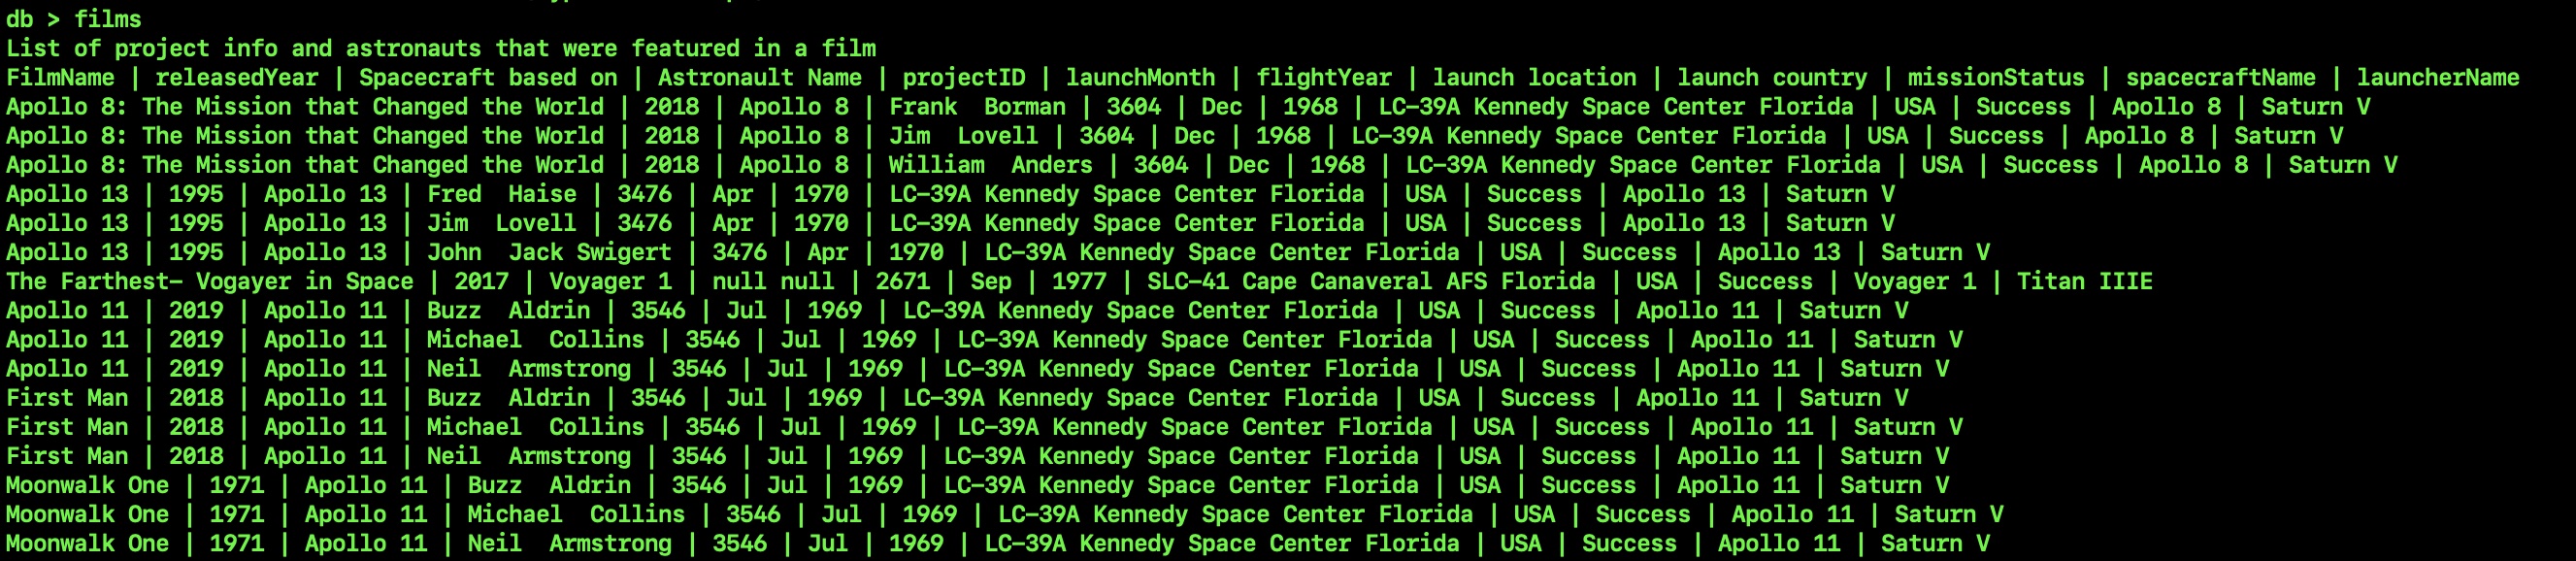 db > films
List of project info and astronauts that were featured in a film
FilmName | releasedYear | Spacecraft based on | Astronault Name | projectID | launchMonth | flightYear | launch location | launch country | missionStatus | spacecraftName | launcherName
Apollo 8: The Mission that Changed the World | 2018 | Apollo 8 | Frank  Borman | 3604 | Dec | 1968 | LC-39A Kennedy Space Center Florida | USA | Success | Apollo 8 | Saturn V
Apollo 8: The Mission that Changed the World | 2018 | Apollo 8 | Jim  Lovell | 3604 | Dec | 1968 | LC-39A Kennedy Space Center Florida | USA | Success | Apollo 8 | Saturn V
Apollo 8: The Mission that Changed the World | 2018 | Apollo 8 | William  Anders | 3604 | Dec | 1968 | LC-39A Kennedy Space Center Florida | USA | Success | Apollo 8 | Saturn V
Apollo 13 | 1995 | Apollo 13 | Fred  Haise | 3476 | Apr | 1970 | LC-39A Kennedy Space Center Florida | USA | Success | Apollo 13 | Saturn V
Apollo 13 | 1995 | Apollo 13 | Jim  Lovell | 3476 | Apr | 1970 | LC-39A Kennedy Space Center Florida | USA | Success | Apollo 13 | Saturn V
Apollo 13 | 1995 | Apollo 13 | John  Jack Swigert | 3476 | Apr | 1970 | LC-39A Kennedy Space Center Florida | USA | Success | Apollo 13 | Saturn V
The Farthest- Vogayer in Space | 2017 | Voyager 1 | null null | 2671 | Sep | 1977 | SLC-41 Cape Canaveral AFS Florida | USA | Success | Voyager 1 | Titan IIIE
Apollo 11 | 2019 | Apollo 11 | Buzz  Aldrin | 3546 | Jul | 1969 | LC-39A Kennedy Space Center Florida | USA | Success | Apollo 11 | Saturn V
Apollo 11 | 2019 | Apollo 11 | Michael  Collins | 3546 | Jul | 1969 | LC-39A Kennedy Space Center Florida | USA | Success | Apollo 11 | Saturn V
Apollo 11 | 2019 | Apollo 11 | Neil  Armstrong | 3546 | Jul | 1969 | LC-39A Kennedy Space Center Florida | USA | Success | Apollo 11 | Saturn V
First Man | 2018 | Apollo 11 | Buzz  Aldrin | 3546 | Jul | 1969 | LC-39A Kennedy Space Center Florida | USA | Success | Apollo 11 | Saturn V
First Man | 2018 | Apollo 11 | Michael  Collins | 3546 | Jul | 1969 | LC-39A Kennedy Space Center Florida | USA | Success | Apollo 11 | Saturn V
First Man | 2018 | Apollo 11 | Neil  Armstrong | 3546 | Jul | 1969 | LC-39A Kennedy Space Center Florida | USA | Success | Apollo 11 | Saturn V
Moonwalk One | 1971 | Apollo 11 | Buzz  Aldrin | 3546 | Jul | 1969 | LC-39A Kennedy Space Center Florida | USA | Success | Apollo 11 | Saturn V
Moonwalk One | 1971 | Apollo 11 | Michael  Collins | 3546 | Jul | 1969 | LC-39A Kennedy Space Center Florida | USA | Success | Apollo 11 | Saturn V
Moonwalk One | 1971 | Apollo 11 | Neil  Armstrong | 3546 | Jul | 1969 | LC-39A Kennedy Space Center Florida | USA | Success | Apollo 11 | Saturn V